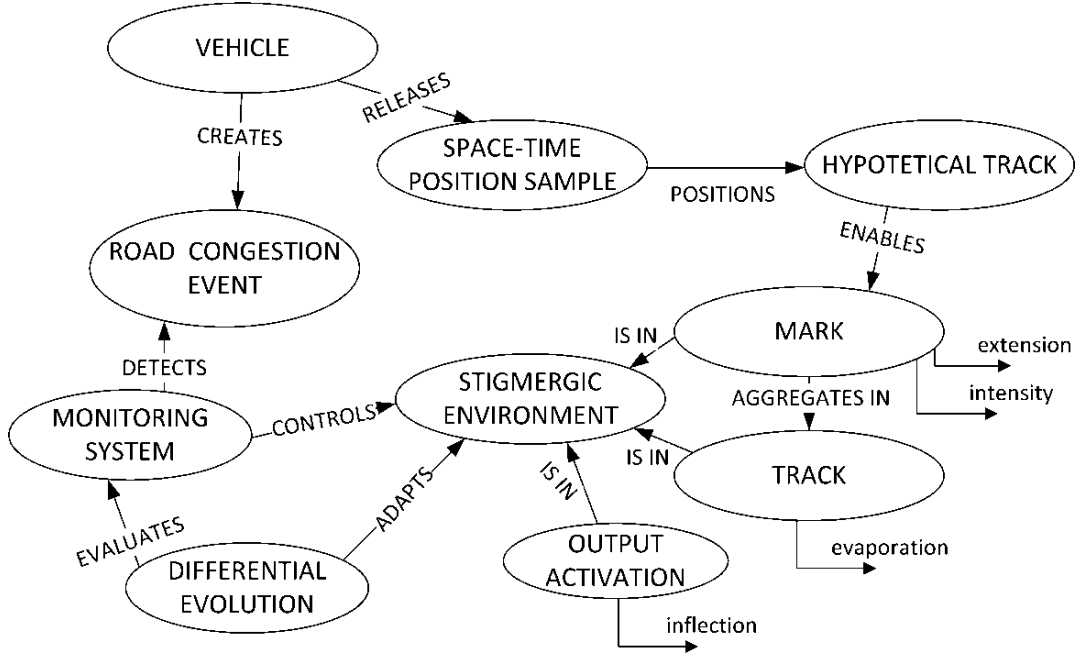 VEHICLE
RELEASES
CREATES
SPACE-TIME
POSITION SAMPLE
HYPOTETICAL TRACK
POSITIONS
ENABLES
ROAD CONGESTION
EVENT
MARK
IS IN
extension
DETECTS
STIGMERGIC
ENVIRONMENT
AGGREGATES IN
intensity
MONITORING
SYSTEM
CONTROLS
IS IN
TRACK
IS IN
ADAPTS
EVALUATES
OUTPUT
ACTIVATION
evaporation
DIFFERENTIAL
EVOLUTION
inflection